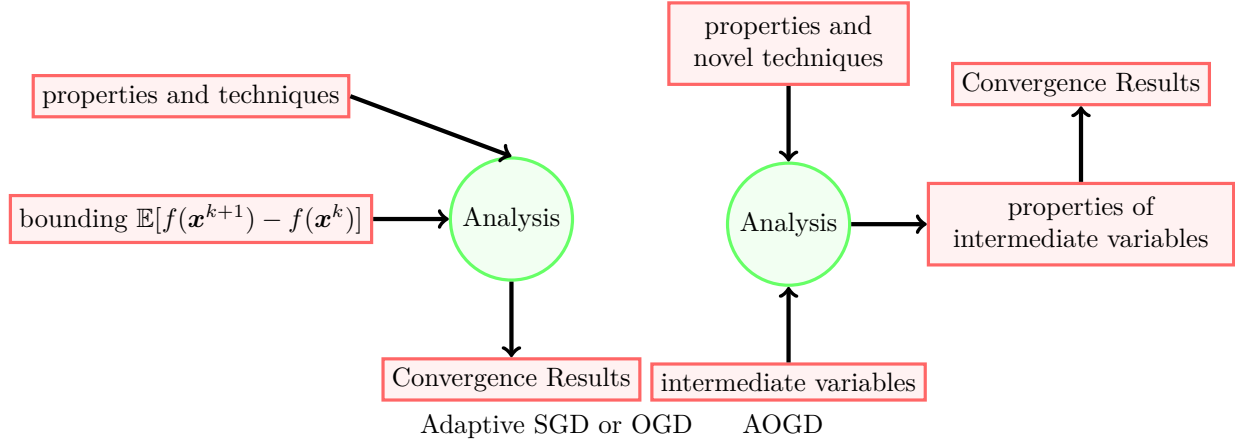 properties and techniques
bounding 𝔼[f(𝒙^{k+1}) − f(𝒙^k)]
Analysis
Convergence Results
Adaptive SGD or OGD
properties and
novel techniques
Analysis
intermediate variables
AOGD
Convergence Results
properties of
intermediate variables